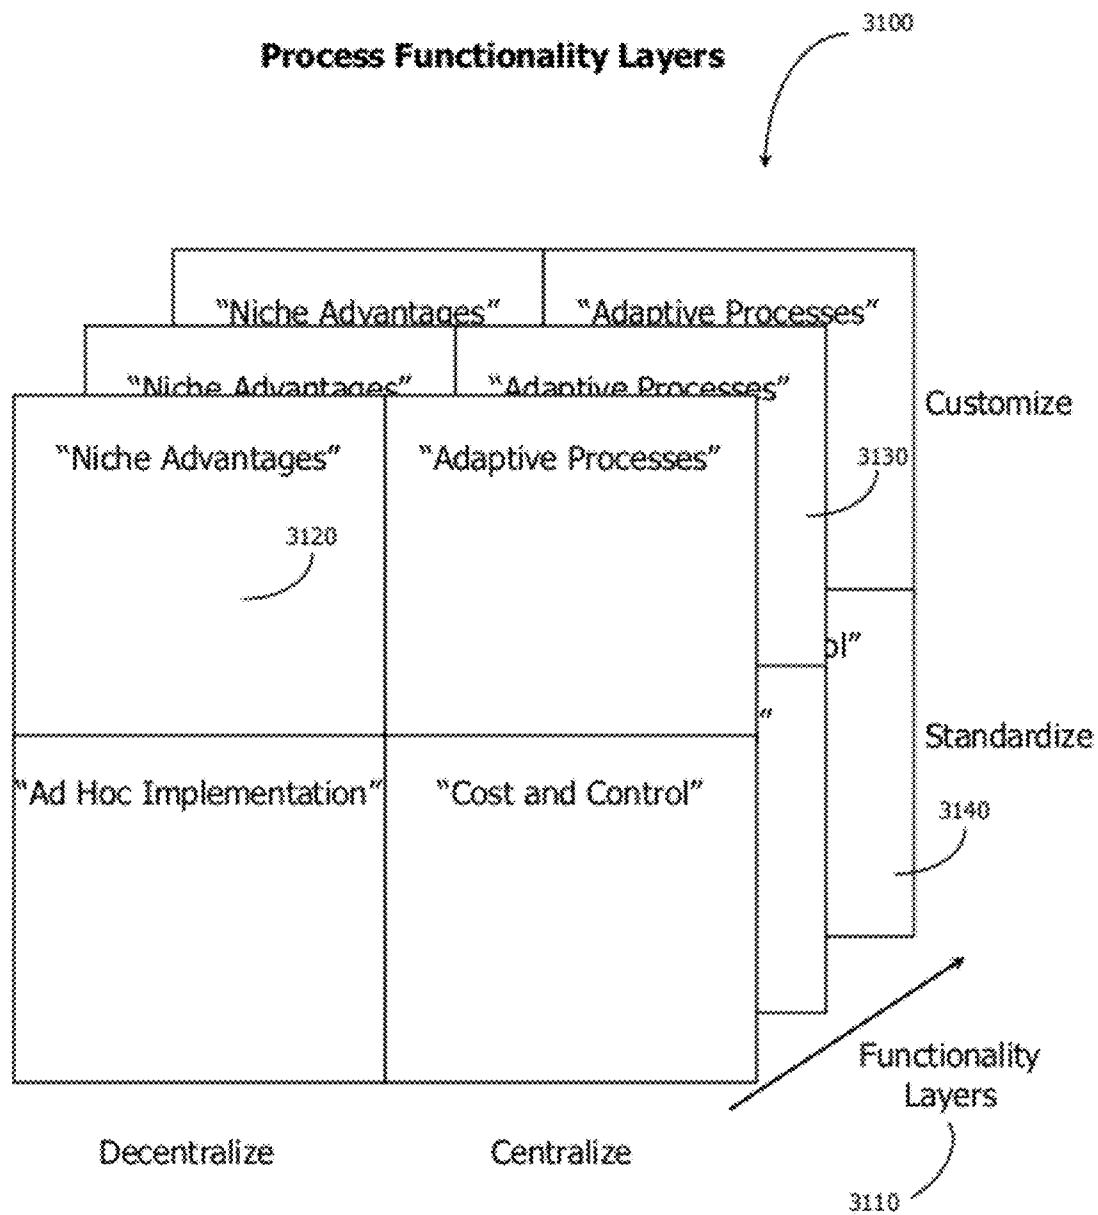 3100
Process Functionality Layers
“Niche Advantages” “Adaptive Processes”
“Niche Advantages” “Adaptive Processes”
Customize
“Niche Advantages” “Adaptive Processes”
3130
3120
ol”
”
Standardize
“Ad Hoc Implementation” “Cost and Control”
3140
Functionality
Layers
Decentralize Centralize
3110